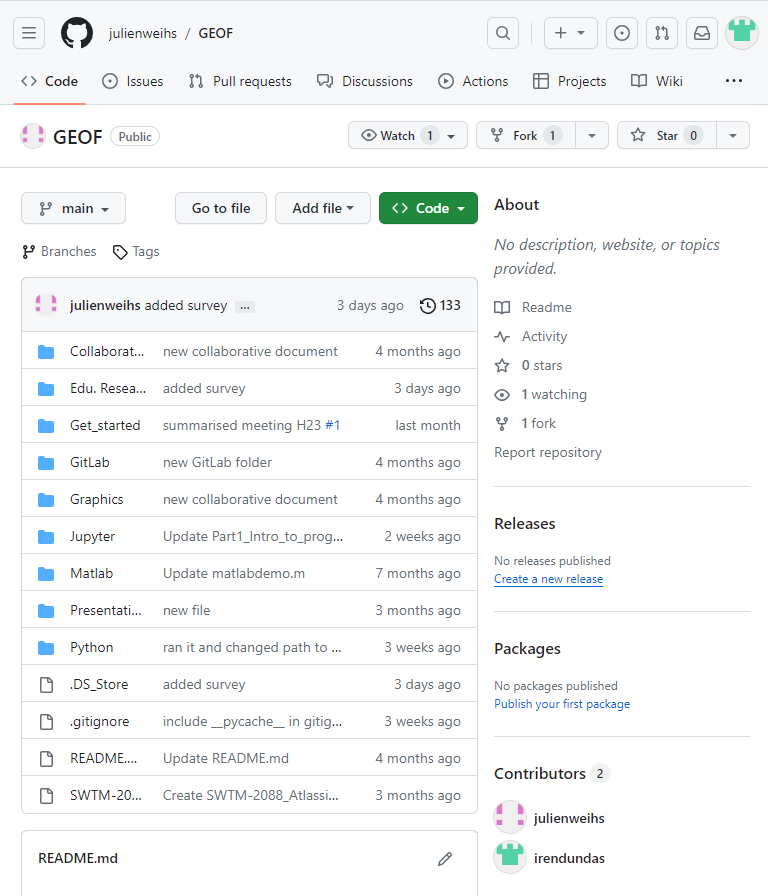 julienweihs / GEOF
Code Issues Pull requests Discussions Actions Projects Wiki ...
GEOF Public Watch 1 Fork 1 Star 0
main Go to file Add file Code
Branches Tags
julienweihs added survey ... 3 days ago 133
Collaborat... new collaborative document 4 months ago
Edu. Resea... added survey 3 days ago
Get_started summarised meeting H23 #1 last month
GitLab new GitLab folder 4 months ago
Graphics new collaborative document 4 months ago
Jupyter Update Part1_Intro_to_prog... 2 weeks ago
Matlab Update matlabdemo.m 7 months ago
Presentati... new file 3 months ago
Python ran it and changed path to ... 3 weeks ago
.DS_Store added survey 3 days ago
.gitignore include __pycache__ in gitig... 3 weeks ago
README.... Update README.md 4 months ago
SWTM-20... Create SWTM-2088_Atlassi... 3 months ago
README.md
About
No description, website, or topics
provided.
Readme
Activity
0 stars
1 watching
1 fork
Report repository
Releases
No releases published
Create a new release
Packages
No packages published
Publish your first package
Contributors 2
julienweihs
irendundas